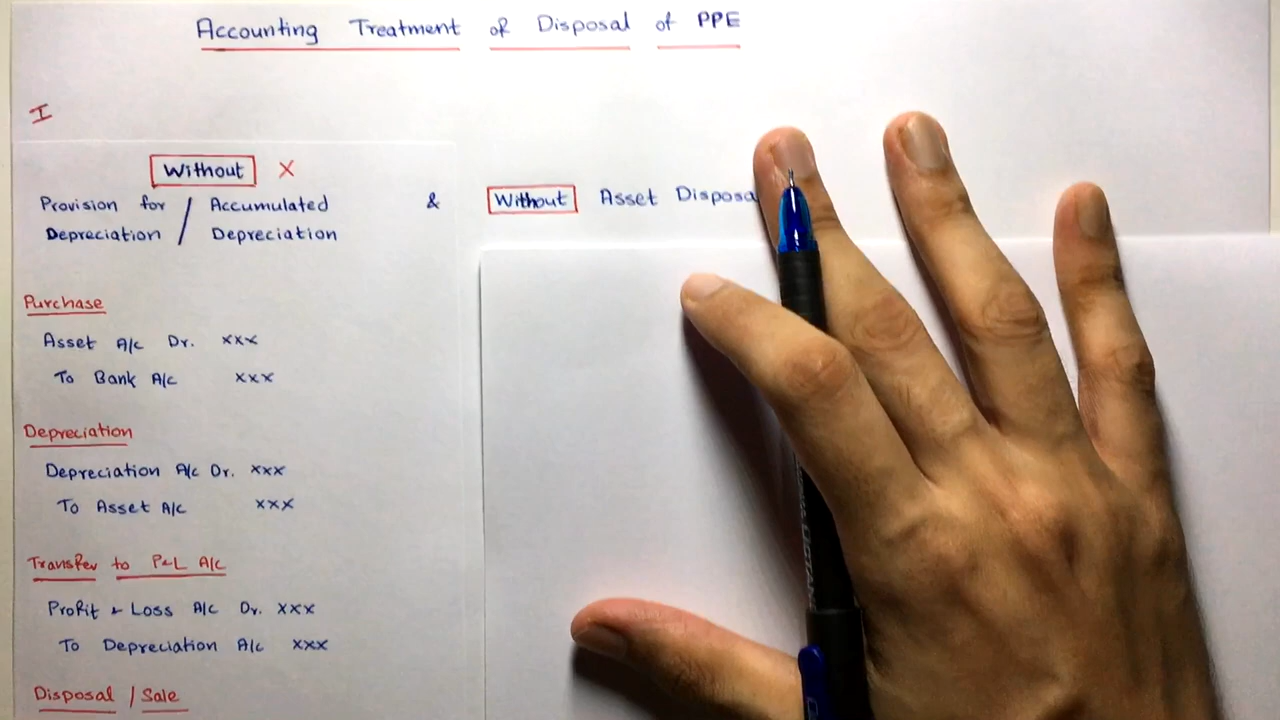 Accounting Treatment of Disposal of PPE
I
Without X
Provision for / Accumulated & Without Asset Disposa
Depreciation / Depreciation
Purchase
Asset A/c Dr. xxx
To Bank A/c xxx
Depreciation
Depreciation A/c Dr. xxx
To Asset A/c xxx
Transfer to P&L A/c
Profit & Loss A/c Dr. xxx
To Depreciation A/c xxx
Disposal / Sale